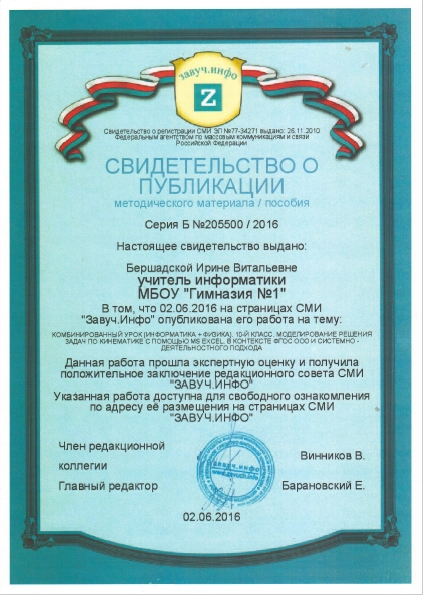 завуч.инфо
Z
Свидетельство о регистрации СМИ ЭЛ №77-34271 выдано: 26.11.2010
Федеральным агентством по массовым коммуникациям и связи
Российской Федерации
СВИДЕТЕЛЬСТВО О
ПУБЛИКАЦИИ
методического материала / пособия
Серия Б №205500 / 2016
Настоящее свидетельство выдано:
Бершадской Ирине Витальевне
учитель информатики
МБОУ "Гимназия №1"
В том, что 02.06.2016 на страницах СМИ
"Завуч.Инфо" опубликована его работа на тему:
КОМБИНИРОВАННЫЙ УРОК (ИНФОРМАТИКА + ФИЗИКА). 10-Й КЛАСС. МОДЕЛИРОВАНИЕ РЕШЕНИЯ
ЗАДАЧ ПО КИНЕМАТИКЕ С ПОМОЩЬЮ MS EXCEL, В КОНТЕКСТЕ ФГОС ООО И СИСТЕМНО -
ДЕЯТЕЛЬНОСТНОГО ПОДХОДА
Данная работа прошла экспертную оценку и получила
положительное заключение редакционного совета СМИ
"ЗАВУЧ.ИНФО"
Указанная работа доступна для свободного ознакомления
по адресу её размещения на страницах СМИ
"ЗАВУЧ.ИНФО"
Член редакционной
коллегии
Винников В.
завуч.инфо
www.zavuch.info
Главный редактор
Барановский Е.
02.06.2016